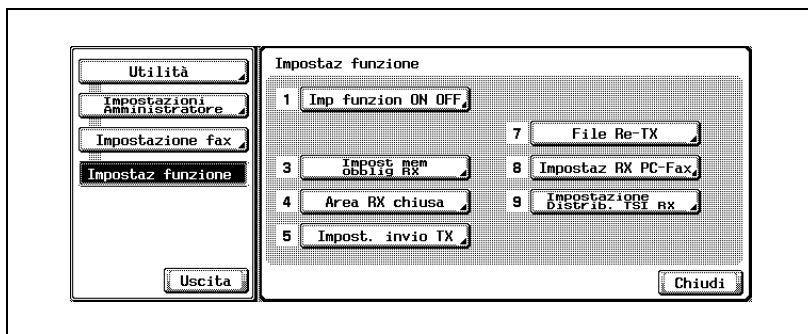 Utilità
Impostazioni
Amministratore
Impostazione fax
Impostaz funzione
Uscita
Impostaz funzione
1 Imp funzion ON OFF
3 Impost mem
obblig RX
4 Area RX chiusa
5 Impost. invio TX
7 File Re-TX
8 Impostaz RX PC-Fax
9 Impostazione
Distrib. TSI RX
Chiudi